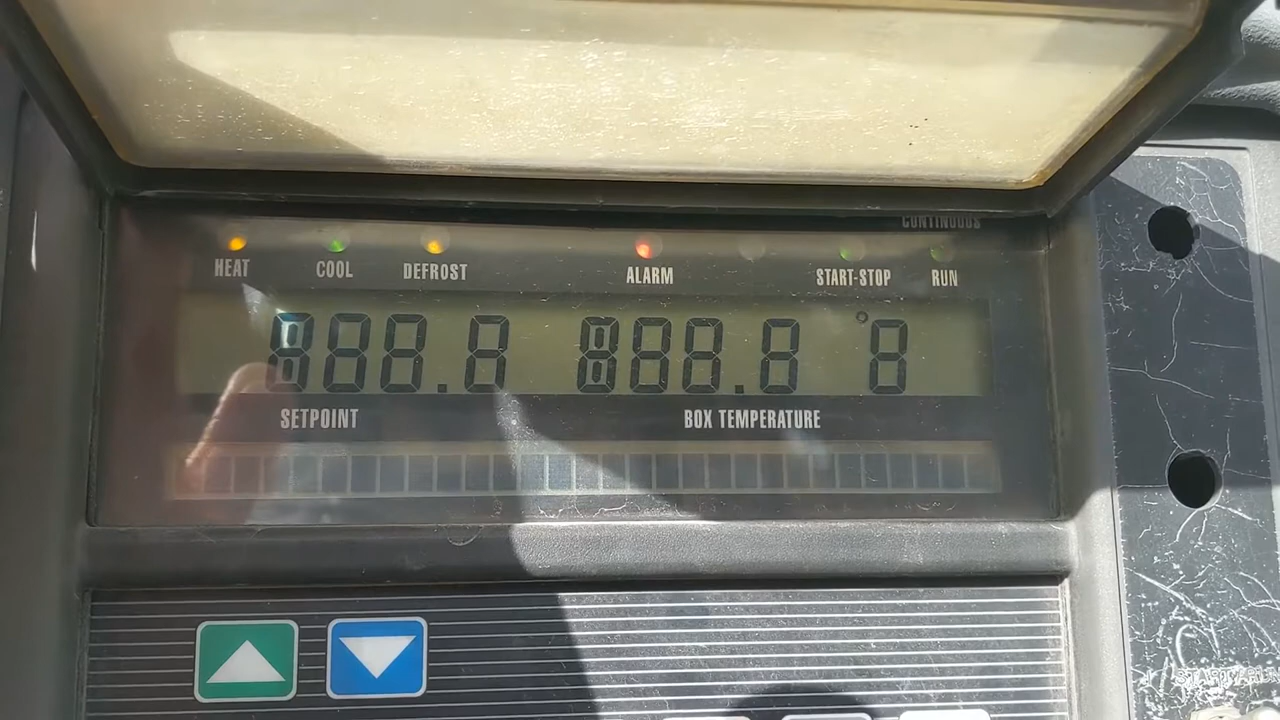 CONTINUOUS
HEAT COOL DEFROST ALARM START-STOP RUN
888.8 888.8 °8
SETPOINT BOX TEMPERATURE